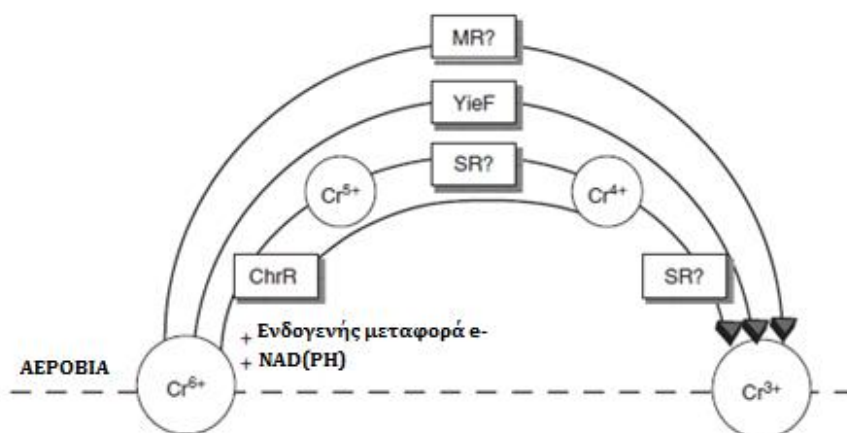 MR?
YieF
SR?
Cr5+
Cr4+
ChrR
SR?
+ Ενδογενής μεταφορά e-
+ NAD(PH)
ΑΕΡΟΒΙΑ
Cr6+
Cr3+